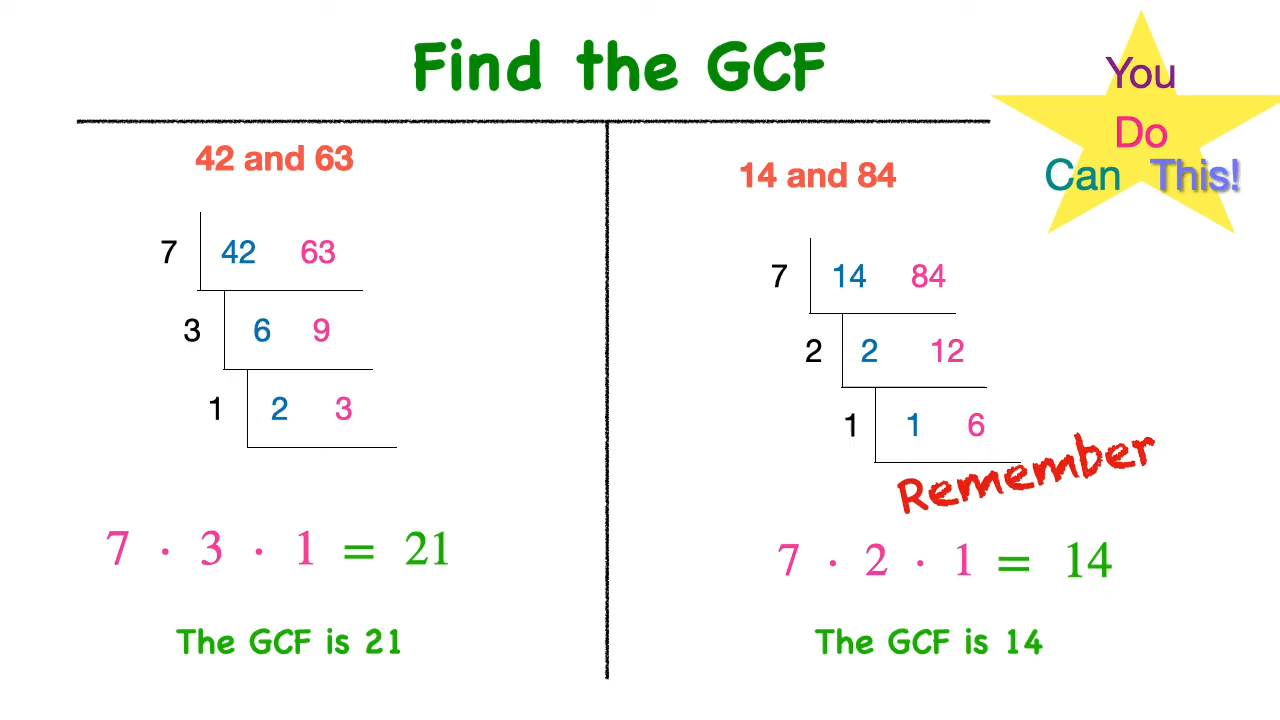 Find the GCF
You
Do
Can This!
42 and 63
7 42 63
3 6 9
1 2 3
7 · 3 · 1 = 21
The GCF is 21
14 and 84
7 14 84
2 2 12
1 1 6
Remember
7 · 2 · 1 = 14
The GCF is 14